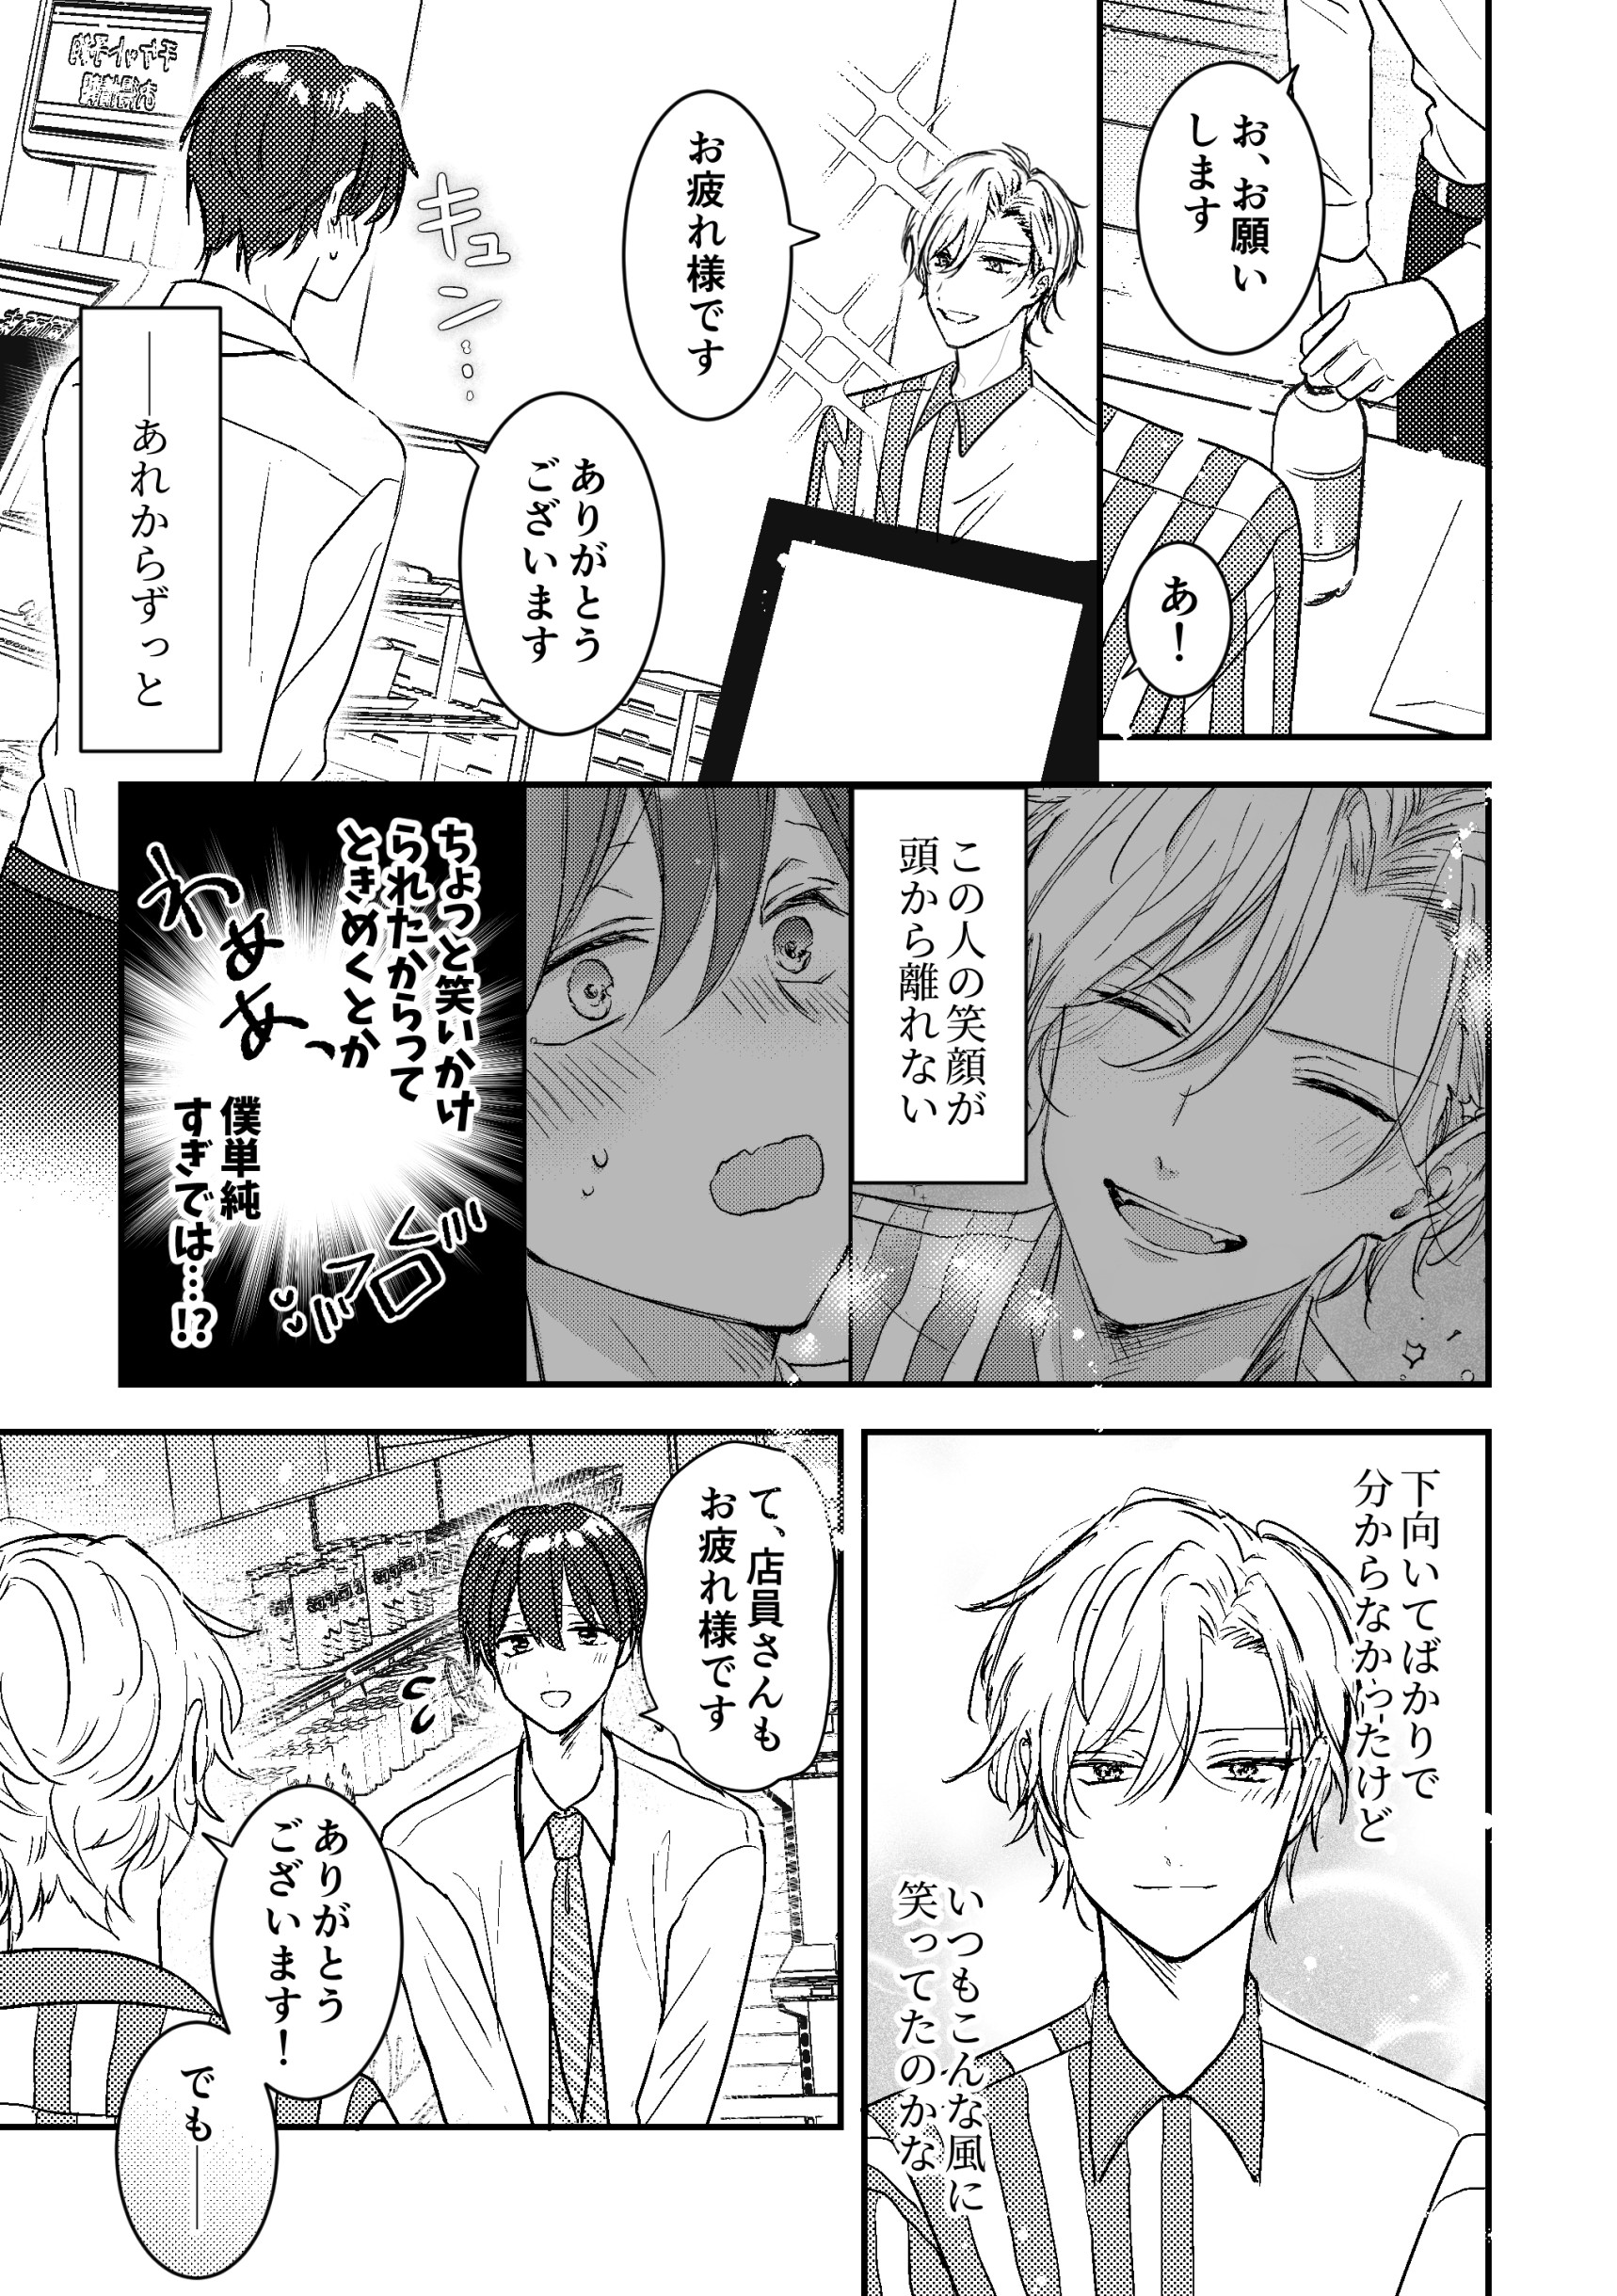 お、お願い
します
あ！
お疲れ様です
キュン…
ありがとう
ございます
――あれからずっと
この人の笑顔が
頭から離れない
ちょっと笑いかけ
られたからって
ときめくとか
わああぁ、
僕単純
すぎでは…!?
下向いてばかりで
分からなかったけど
いつもこんな風に
笑ってたのかな
て、店員さんも
お疲れ様です
ありがとう
ございます！
でも――